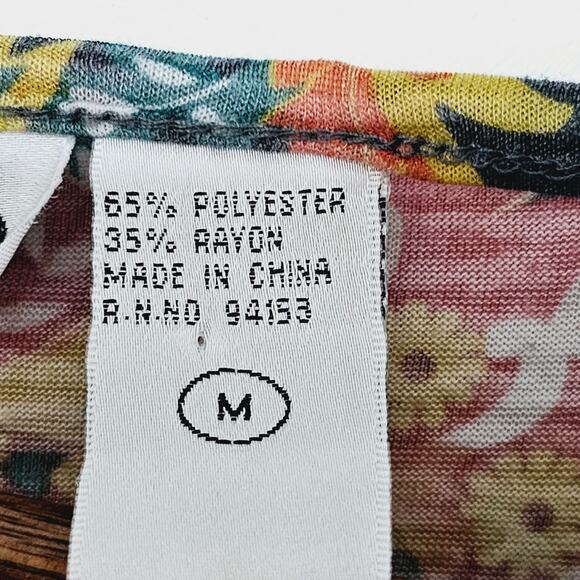 65% POLYESTER
35% RAYON
MADE IN CHINA
R.N.NO 94153
M